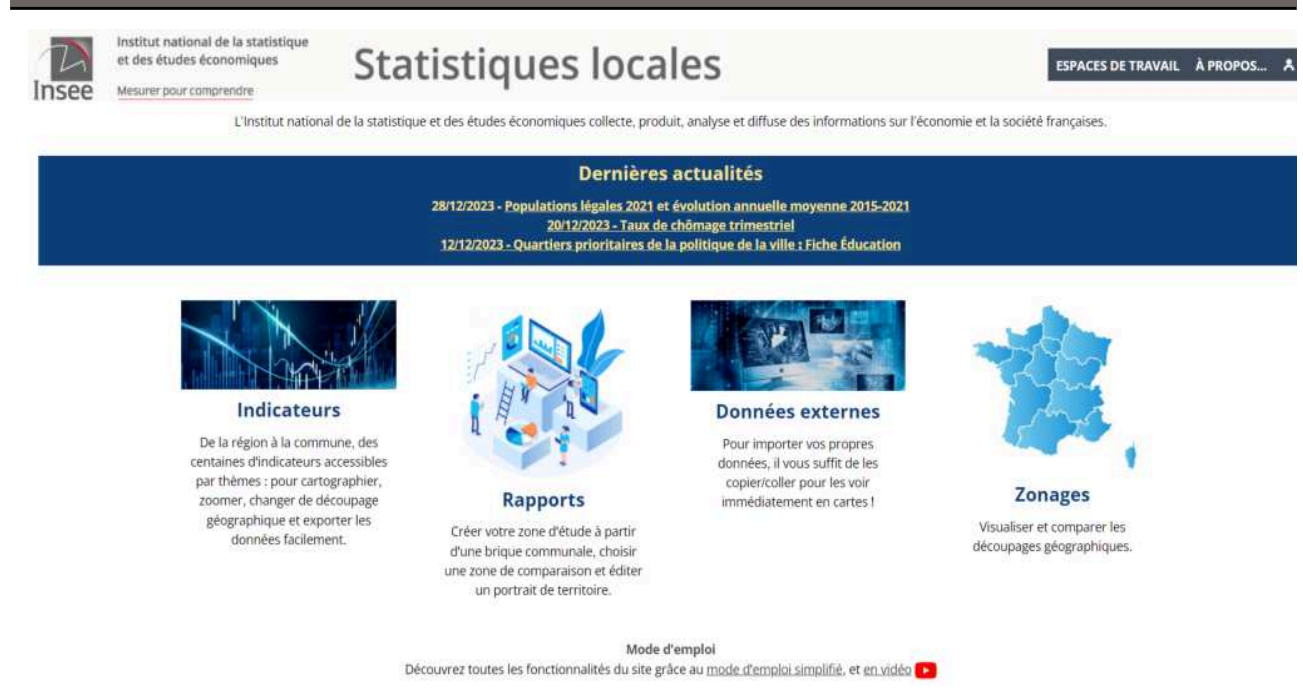 Institut national de la statistique
et des études économiques
Insee
Mesurer pour comprendre
Statistiques locales
ESPACES DE TRAVAIL À PROPOS...
L'Institut national de la statistique et des études économiques collecte, produit, analyse et diffuse des informations sur l'économie et la société françaises.
Dernières actualités
28/12/2023 - Populations légales 2021 et évolution annuelle moyenne 2015-2021
20/12/2023 - Taux de chômage trimestriel
12/12/2023 - Quartiers prioritaires de la politique de la ville : Fiche Éducation
Indicateurs
De la région à la commune, des
centaines d'indicateurs accessibles
par thèmes : pour cartographier,
zoomer, changer de découpage
géographique et exporter les
données facilement.
Rapports
Créer votre zone d'étude à partir
d'une brique communale, choisir
une zone de comparaison et éditer
un portrait de territoire.
Données externes
Pour importer vos propres
données, il vous suffit de les
copier/coller pour les voir
immédiatement en cartes !
Zonages
Visualiser et comparer les
découpages géographiques.
Mode d'emploi
Découvrez toutes les fonctionnalités du site grâce au mode d'emploi simplifié, et en vidéo